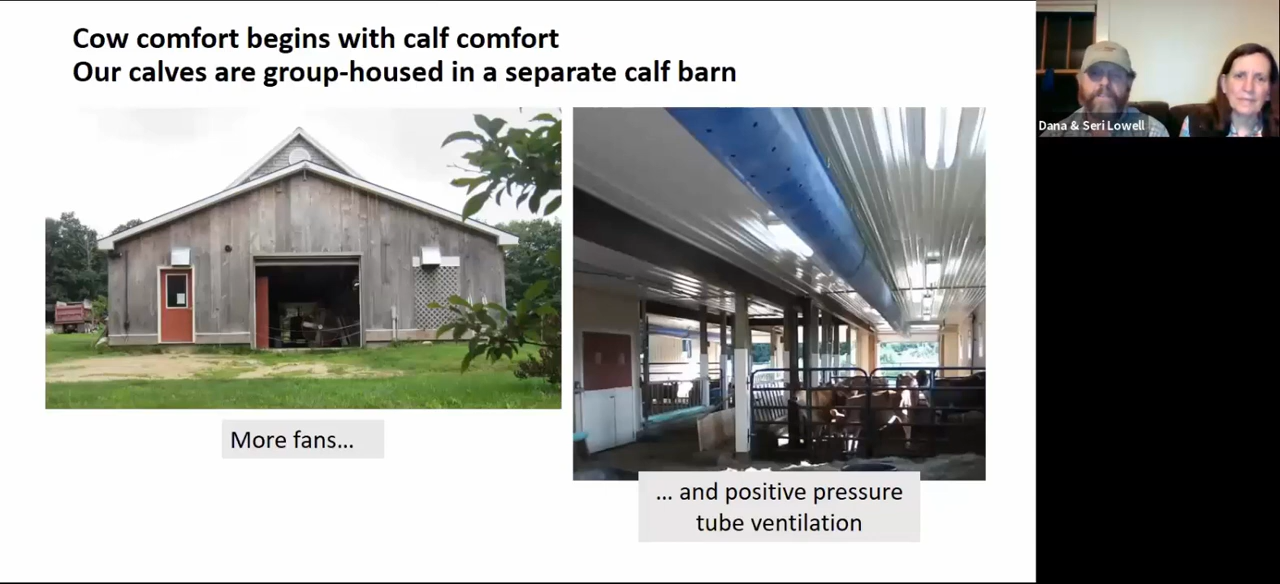 Cow comfort begins with calf comfort
Our calves are group-housed in a separate calf barn
Dana & Seri Lowell
More fans...
... and positive pressure
tube ventilation